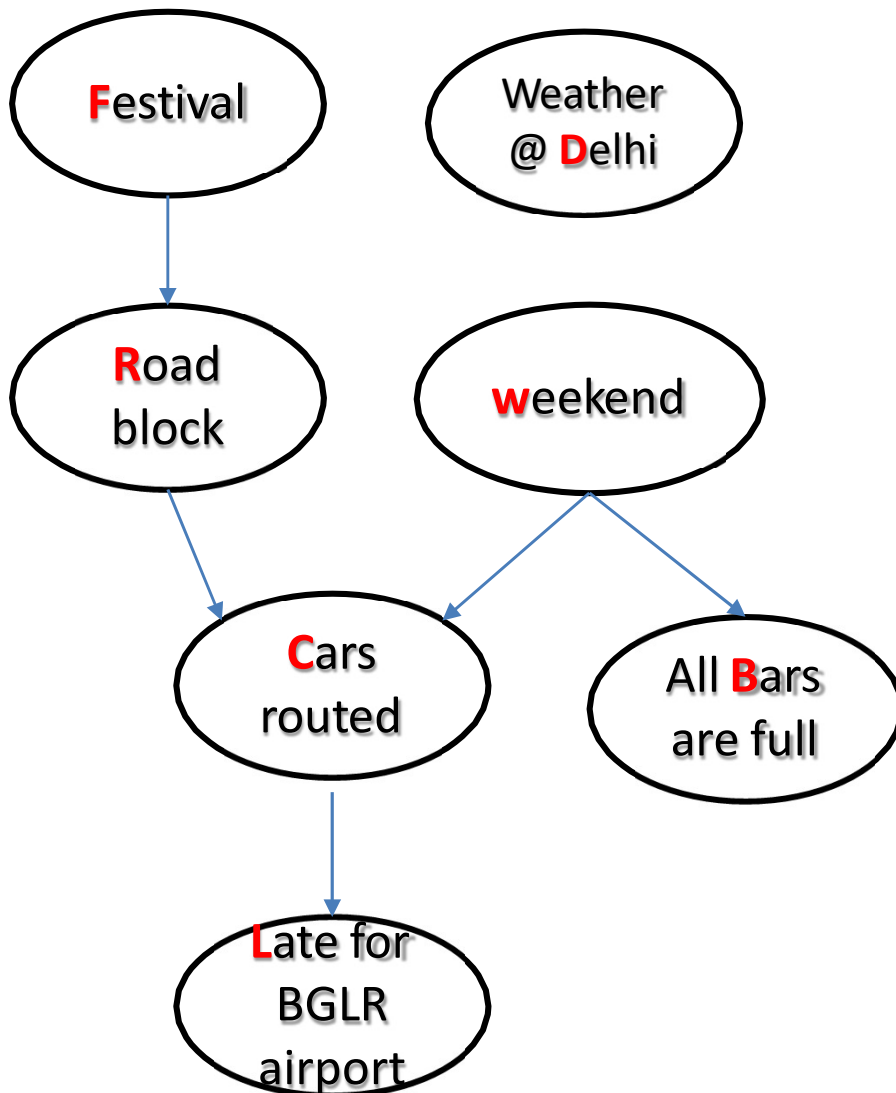 Festival
Weather
@ Delhi
Road
block
weekend
Cars
routed
All Bars
are full
Late for
BGLR
airport